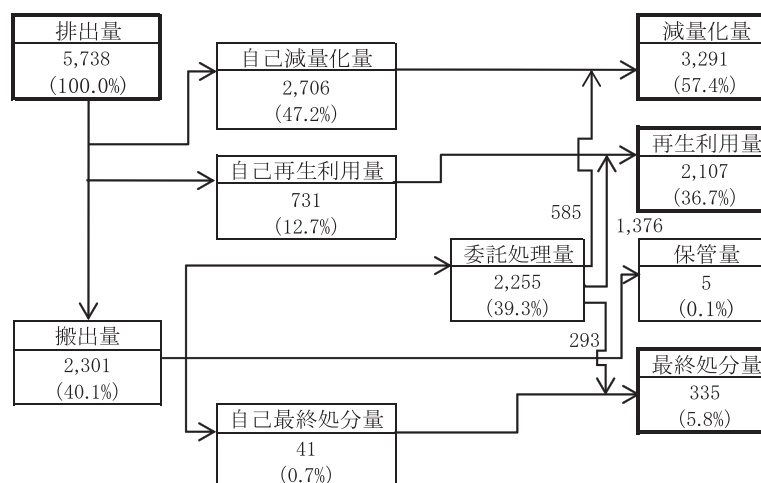 排出量
5,738
(100.0%)
自己減量化量
2,706
(47.2%)
減量化量
3,291
(57.4%)
自己再生利用量
731
(12.7%)
再生利用量
2,107
(36.7%)
585
1,376
委託処理量
2,255
(39.3%)
保管量
5
(0.1%)
搬出量
2,301
(40.1%)
293
最終処分量
335
(5.8%)
自己最終処分量
41
(0.7%)